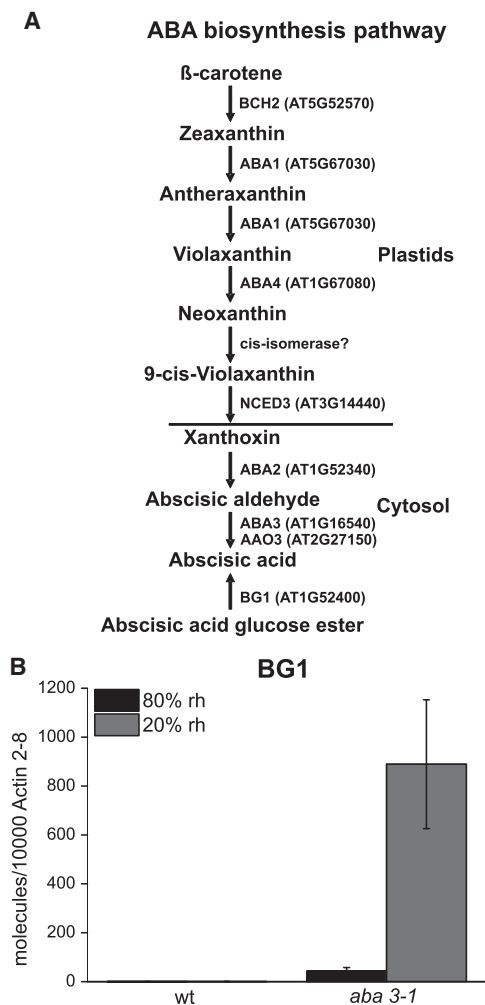 A
ABA biosynthesis pathway
ß-carotene
BCH2 (AT5G52570)
Zeaxanthin
ABA1 (AT5G67030)
Antheraxanthin
ABA1 (AT5G67030)
Violaxanthin
Plastids
ABA4 (AT1G67080)
Neoxanthin
cis-isomerase?
9-cis-Violaxanthin
NCED3 (AT3G14440)
Xanthoxin
ABA2 (AT1G52340)
Abscisic aldehyde
Cytosol
ABA3 (AT1G16540)
AAO3 (AT2G27150)
Abscisic acid
BG1 (AT1G52400)
Abscisic acid glucose ester
B
BG1
80% rh
20% rh
molecules/10000 Actin 2-8
1200
1000
800
600
400
200
0
wt
aba 3-1